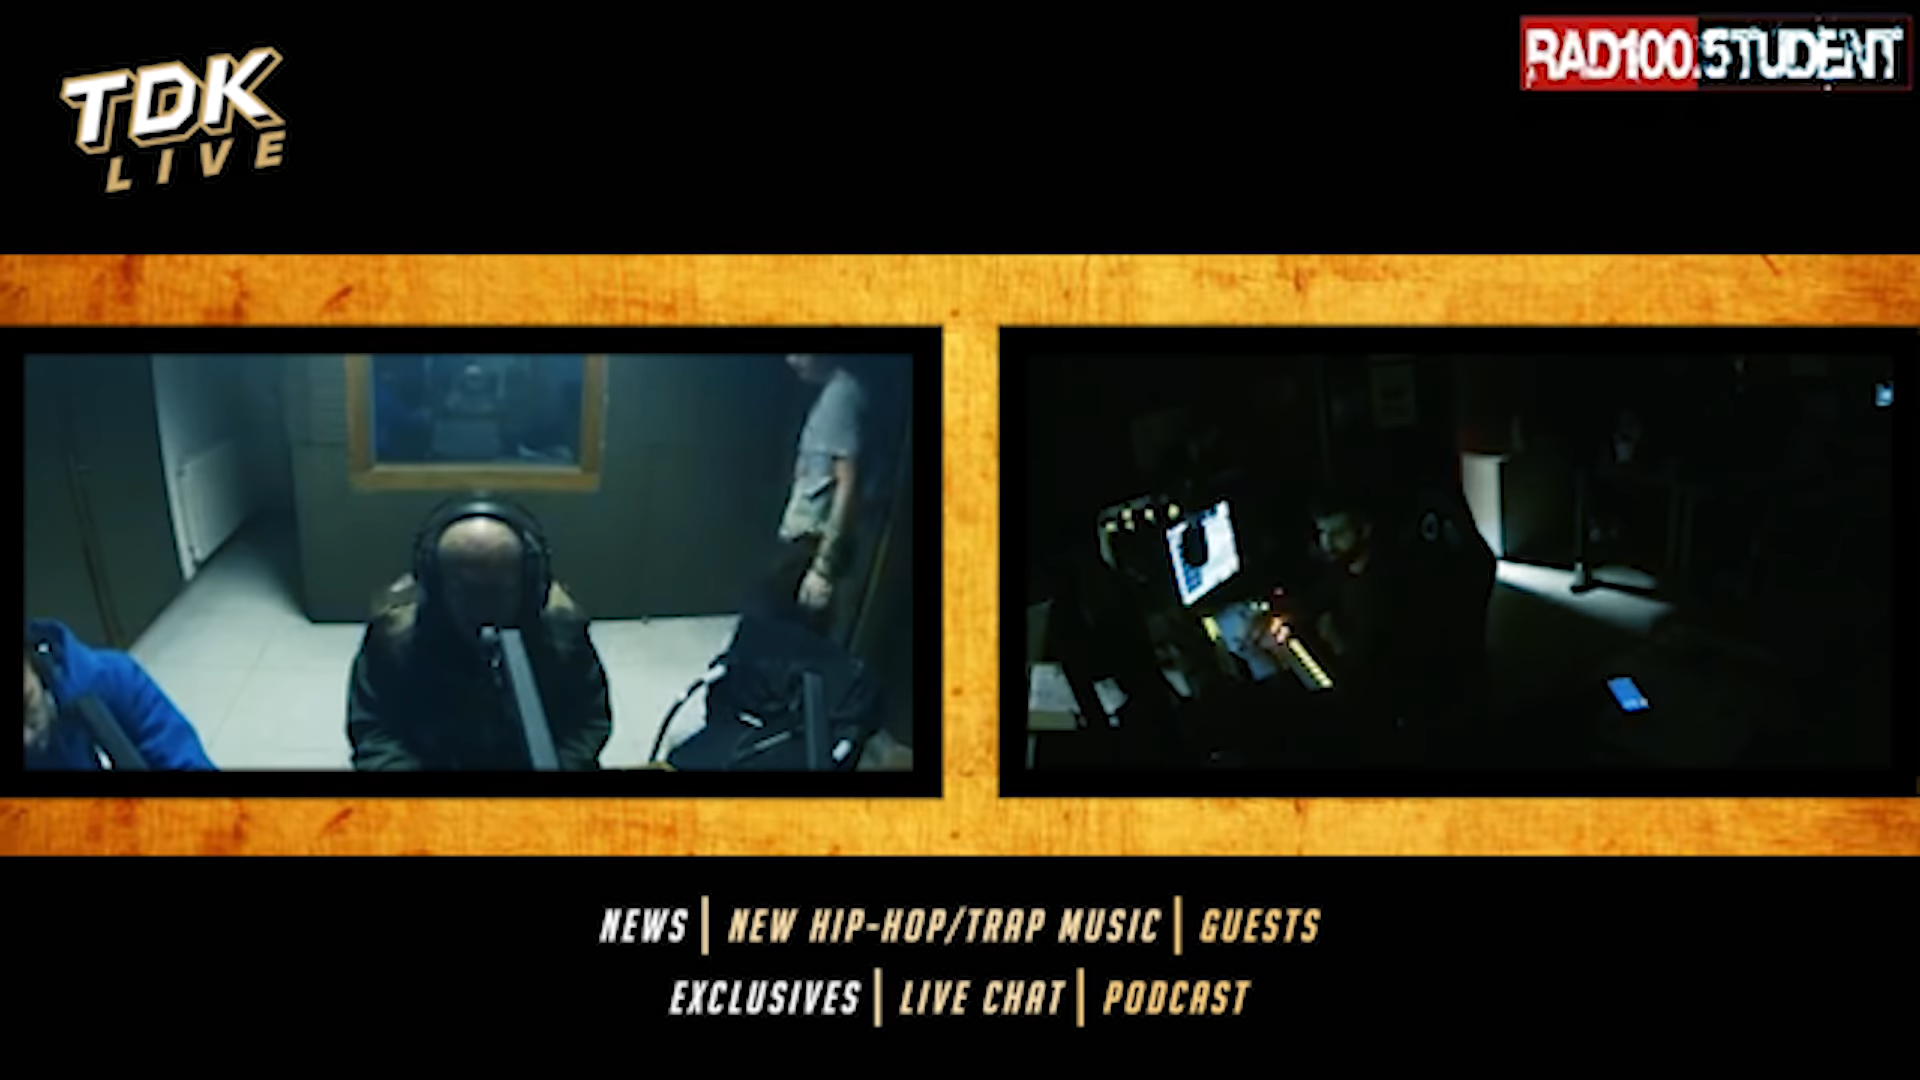 TDK
LIVE
RAD100.STUDENT
NEWS | NEW HIP-HOP/TRAP MUSIC | GUESTS
EXCLUSIVES | LIVE CHAT | PODCAST